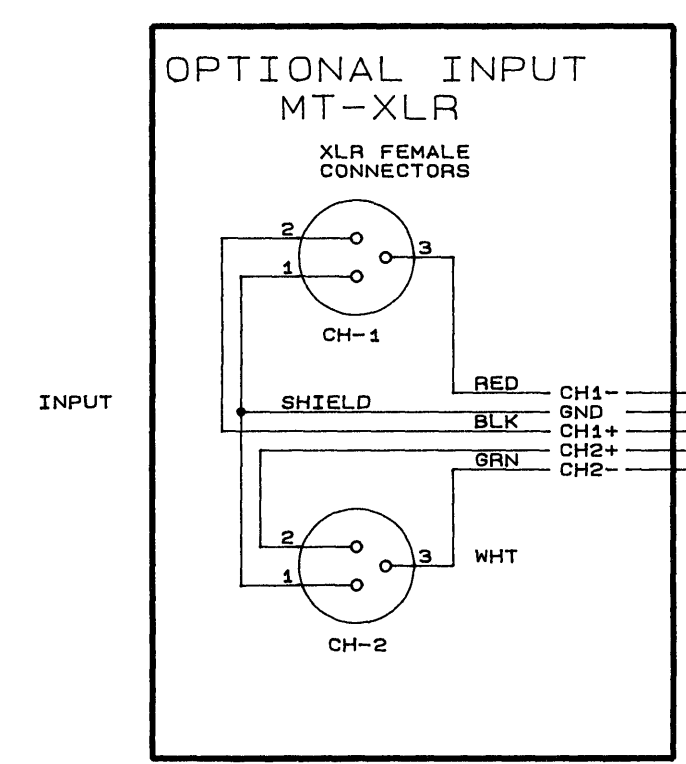 OPTIONAL INPUT
MT-XLR
XLR FEMALE
CONNECTORS
2
3
1
CH-1
RED
CH1-
INPUT
SHIELD
GND
BLK
CH1+
CH2+
GRN
CH2-
2
3
WHT
1
CH-2